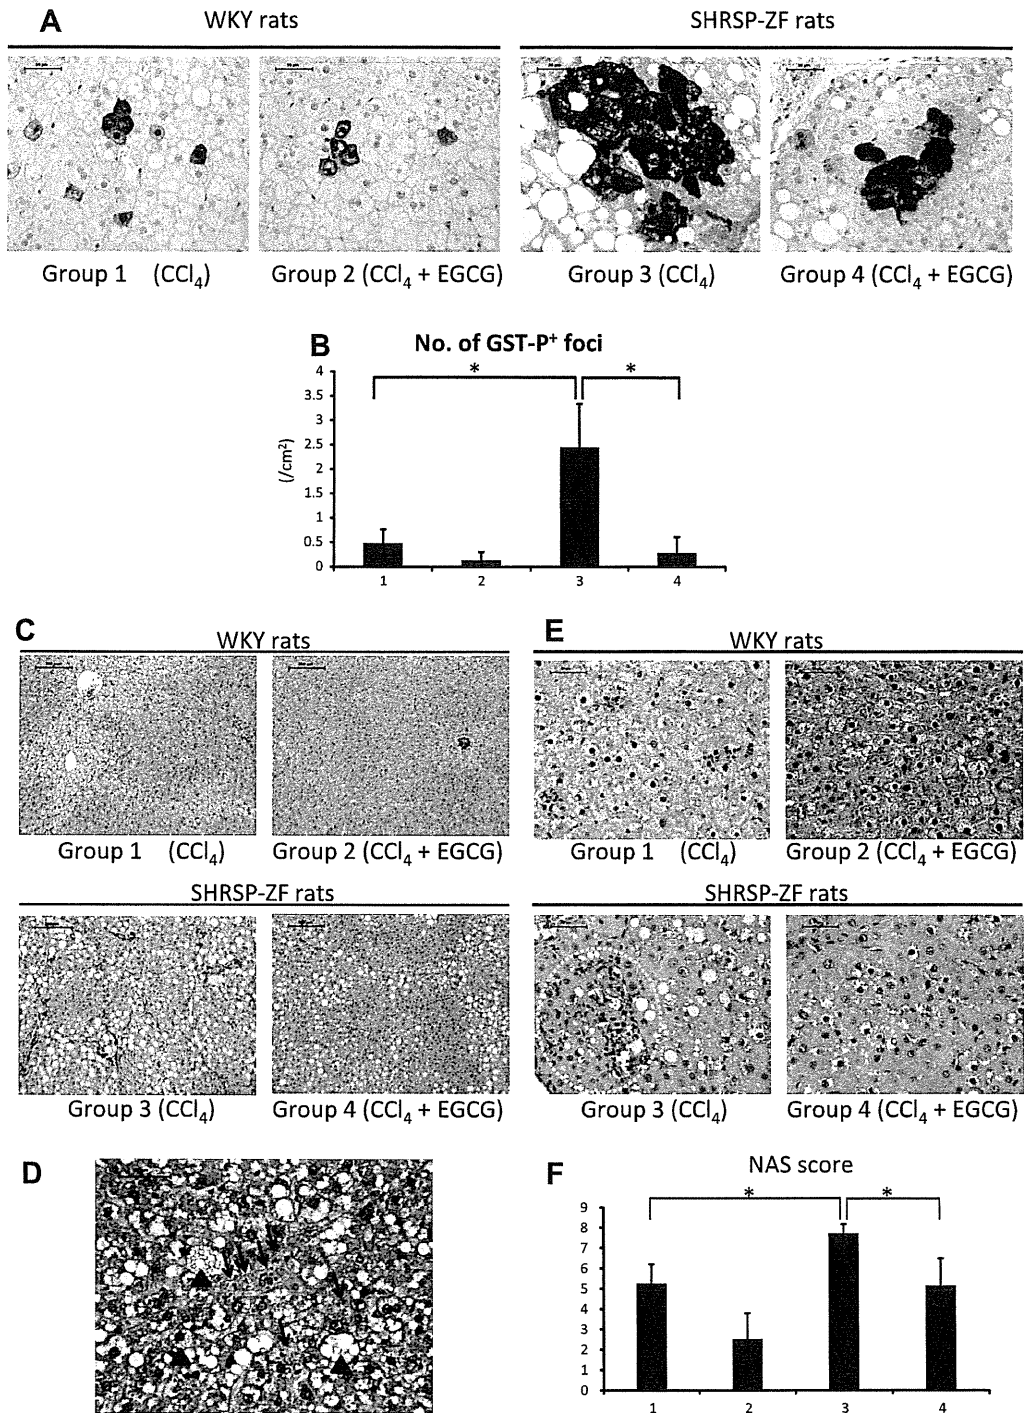 A
WKY rats
SHRSP-ZF rats
Group 1 (CCl4)
Group 2 (CCl4 + EGCG)
Group 3 (CCl4)
Group 4 (CCl4 + EGCG)
B
No. of GST-P+ foci
*
*
4
3.5
3
2.5
2
1.5
1
0.5
0
(/cm2)
1
2
3
4
C
WKY rats
Group 1 (CCl4)
Group 2 (CCl4 + EGCG)
SHRSP-ZF rats
Group 3 (CCl4)
Group 4 (CCl4 + EGCG)
E
WKY rats
Group 1 (CCl4)
Group 2 (CCl4 + EGCG)
SHRSP-ZF rats
Group 3 (CCl4)
Group 4 (CCl4 + EGCG)
D
F
NAS score
*
*
9
8
7
6
5
4
3
2
1
0
1
2
3
4